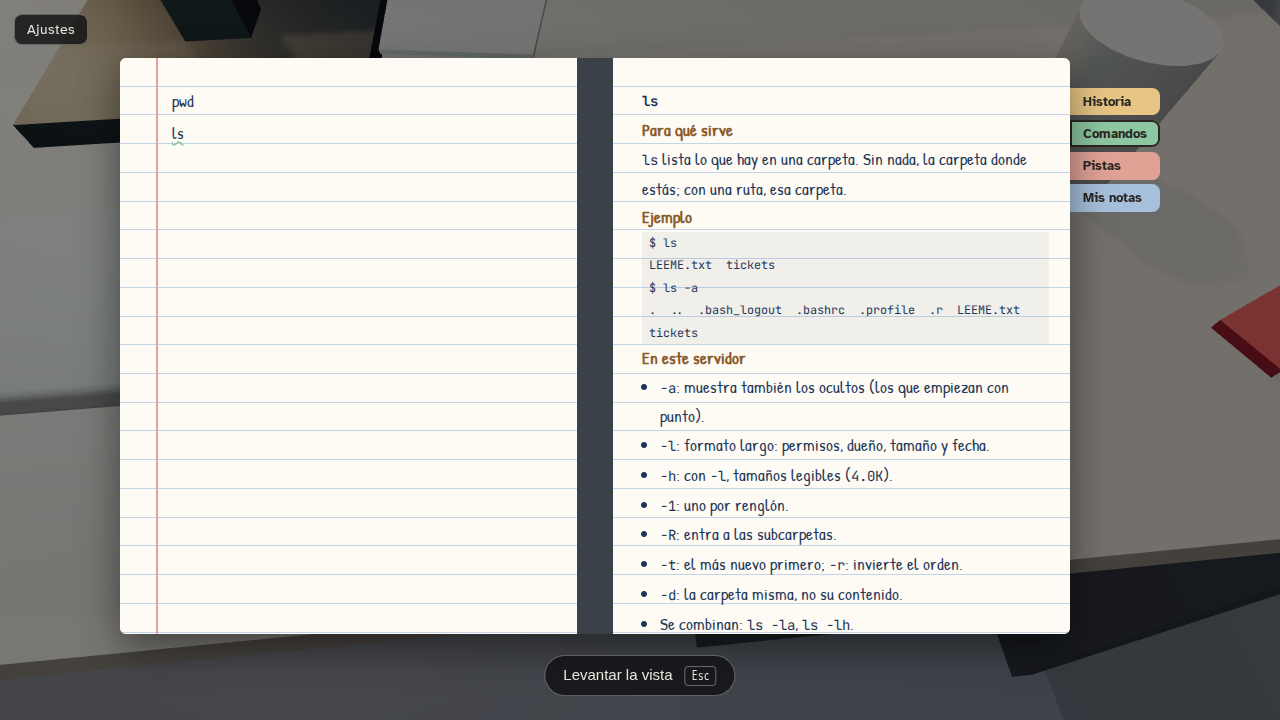 Ajustes
pwd
ls
ls
Para qué sirve
ls lista lo que hay en una carpeta. Sin nada, la carpeta donde
estás; con una ruta, esa carpeta.
Ejemplo
$ ls
LEEME.txt  tickets
$ ls -a
.  ..  .bash_logout  .bashrc  .profile  .r  LEEME.txt
tickets
En este servidor
-a: muestra también los ocultos (los que empiezan con
punto).
-l: formato largo: permisos, dueño, tamaño y fecha.
-h: con -l, tamaños legibles (4.0K).
-1: uno por renglón.
-R: entra a las subcarpetas.
-t: el más nuevo primero; -r: invierte el orden.
-d: la carpeta misma, no su contenido.
Se combinan: ls -la, ls -lh.
Historia
Comandos
Pistas
Mis notas
Levantar la vista Esc